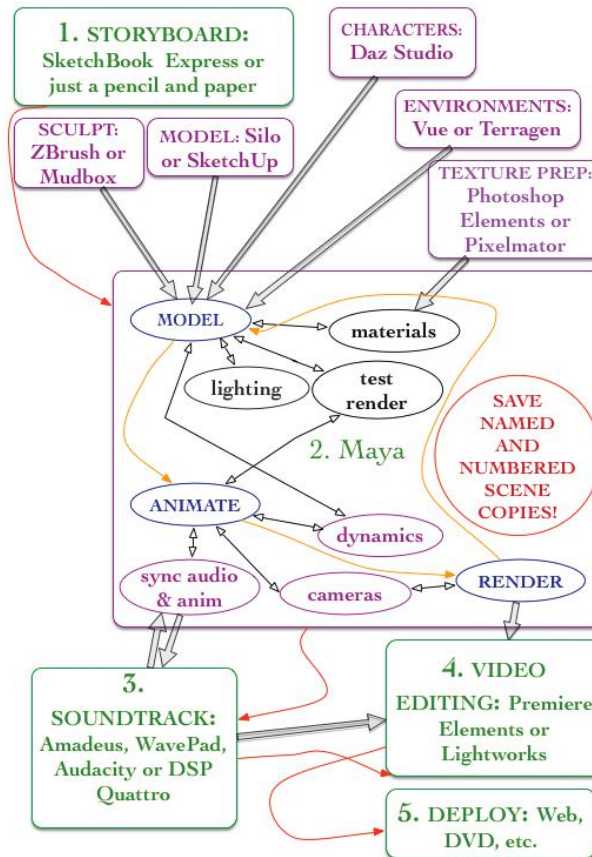 1. STORYBOARD:
SketchBook Express or
just a pencil and paper
CHARACTERS:
Daz Studio
SCULPT:
ZBrush or
Mudbox
MODEL: Silo
or SketchUp
ENVIRONMENTS:
Vue or Terragen
TEXTURE PREP:
Photoshop
Elements or
Pixelmator
MODEL
materials
lighting
test
render
2. Maya
SAVE
NAMED
AND
NUMBERED
SCENE
COPIES!
ANIMATE
dynamics
sync audio
& anim
cameras
RENDER
3.
SOUNDTRACK:
Amadeus, WavePad,
Audacity or DSP
Quattro
4. VIDEO
EDITING: Premiere
Elements or
Lightworks
5. DEPLOY: Web,
DVD, etc.